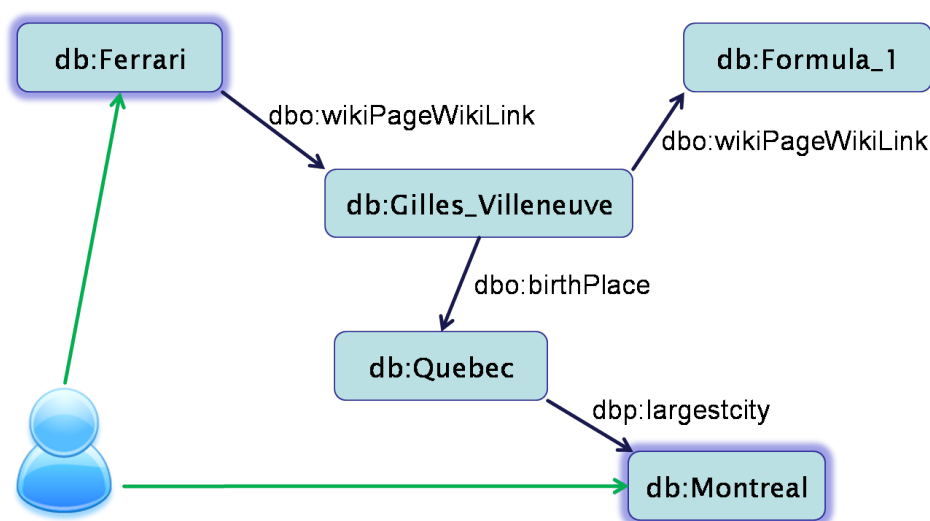 db:Ferrari
db:Formula_1
dbo:wikiPageWikiLink
dbo:wikiPageWikiLink
db:Gilles_Villeneuve
dbo:birthPlace
db:Quebec
dbp:largestcity
db:Montreal